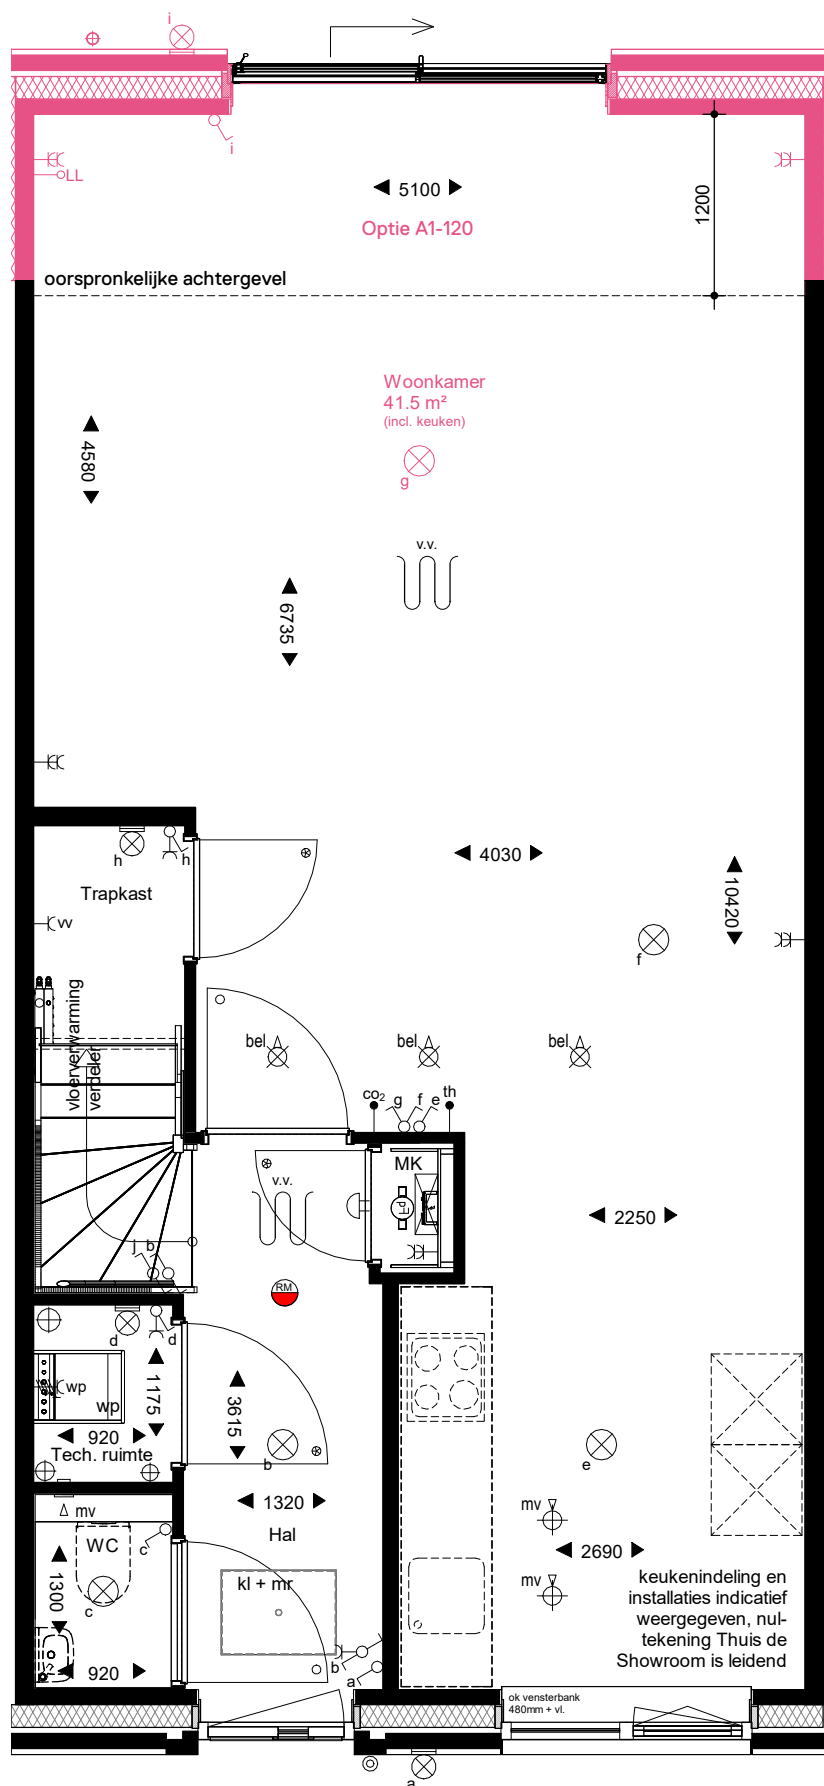 i
i
LL
5100
1200
Optie A1-120
oorspronkelijke achtergevel
Woonkamer
41.5 m²
(incl. keuken)
g
4580
v.v.
6735
h
h
4030
Trapkast
10420
vv
f
vloerverwarming
verdeler
bel
bel
bel
co₂
g
f
e
th
MK
v.v.
2250
j
b
RM
d
d
wp
wp
1175
3615
920
Tech. ruimte
b
e
1320
mv
mv
Hal
WC
c
2690
mv
kl + mr
1300
c
keukenindeling en
installaties indicatief
weergegeven, nul-
tekening Thuis de
Showroom is leidend
920
b
a
ok vensterbank
480mm + vl.
a